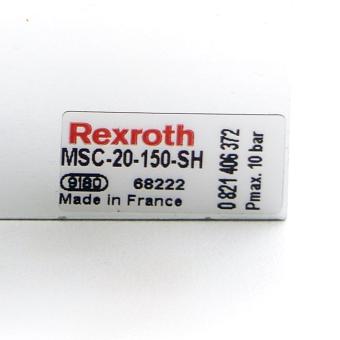 Rexroth
MSC-20-150-SH
9180 68222
Made in France
0 821 406 372
Pmax. 10 bar